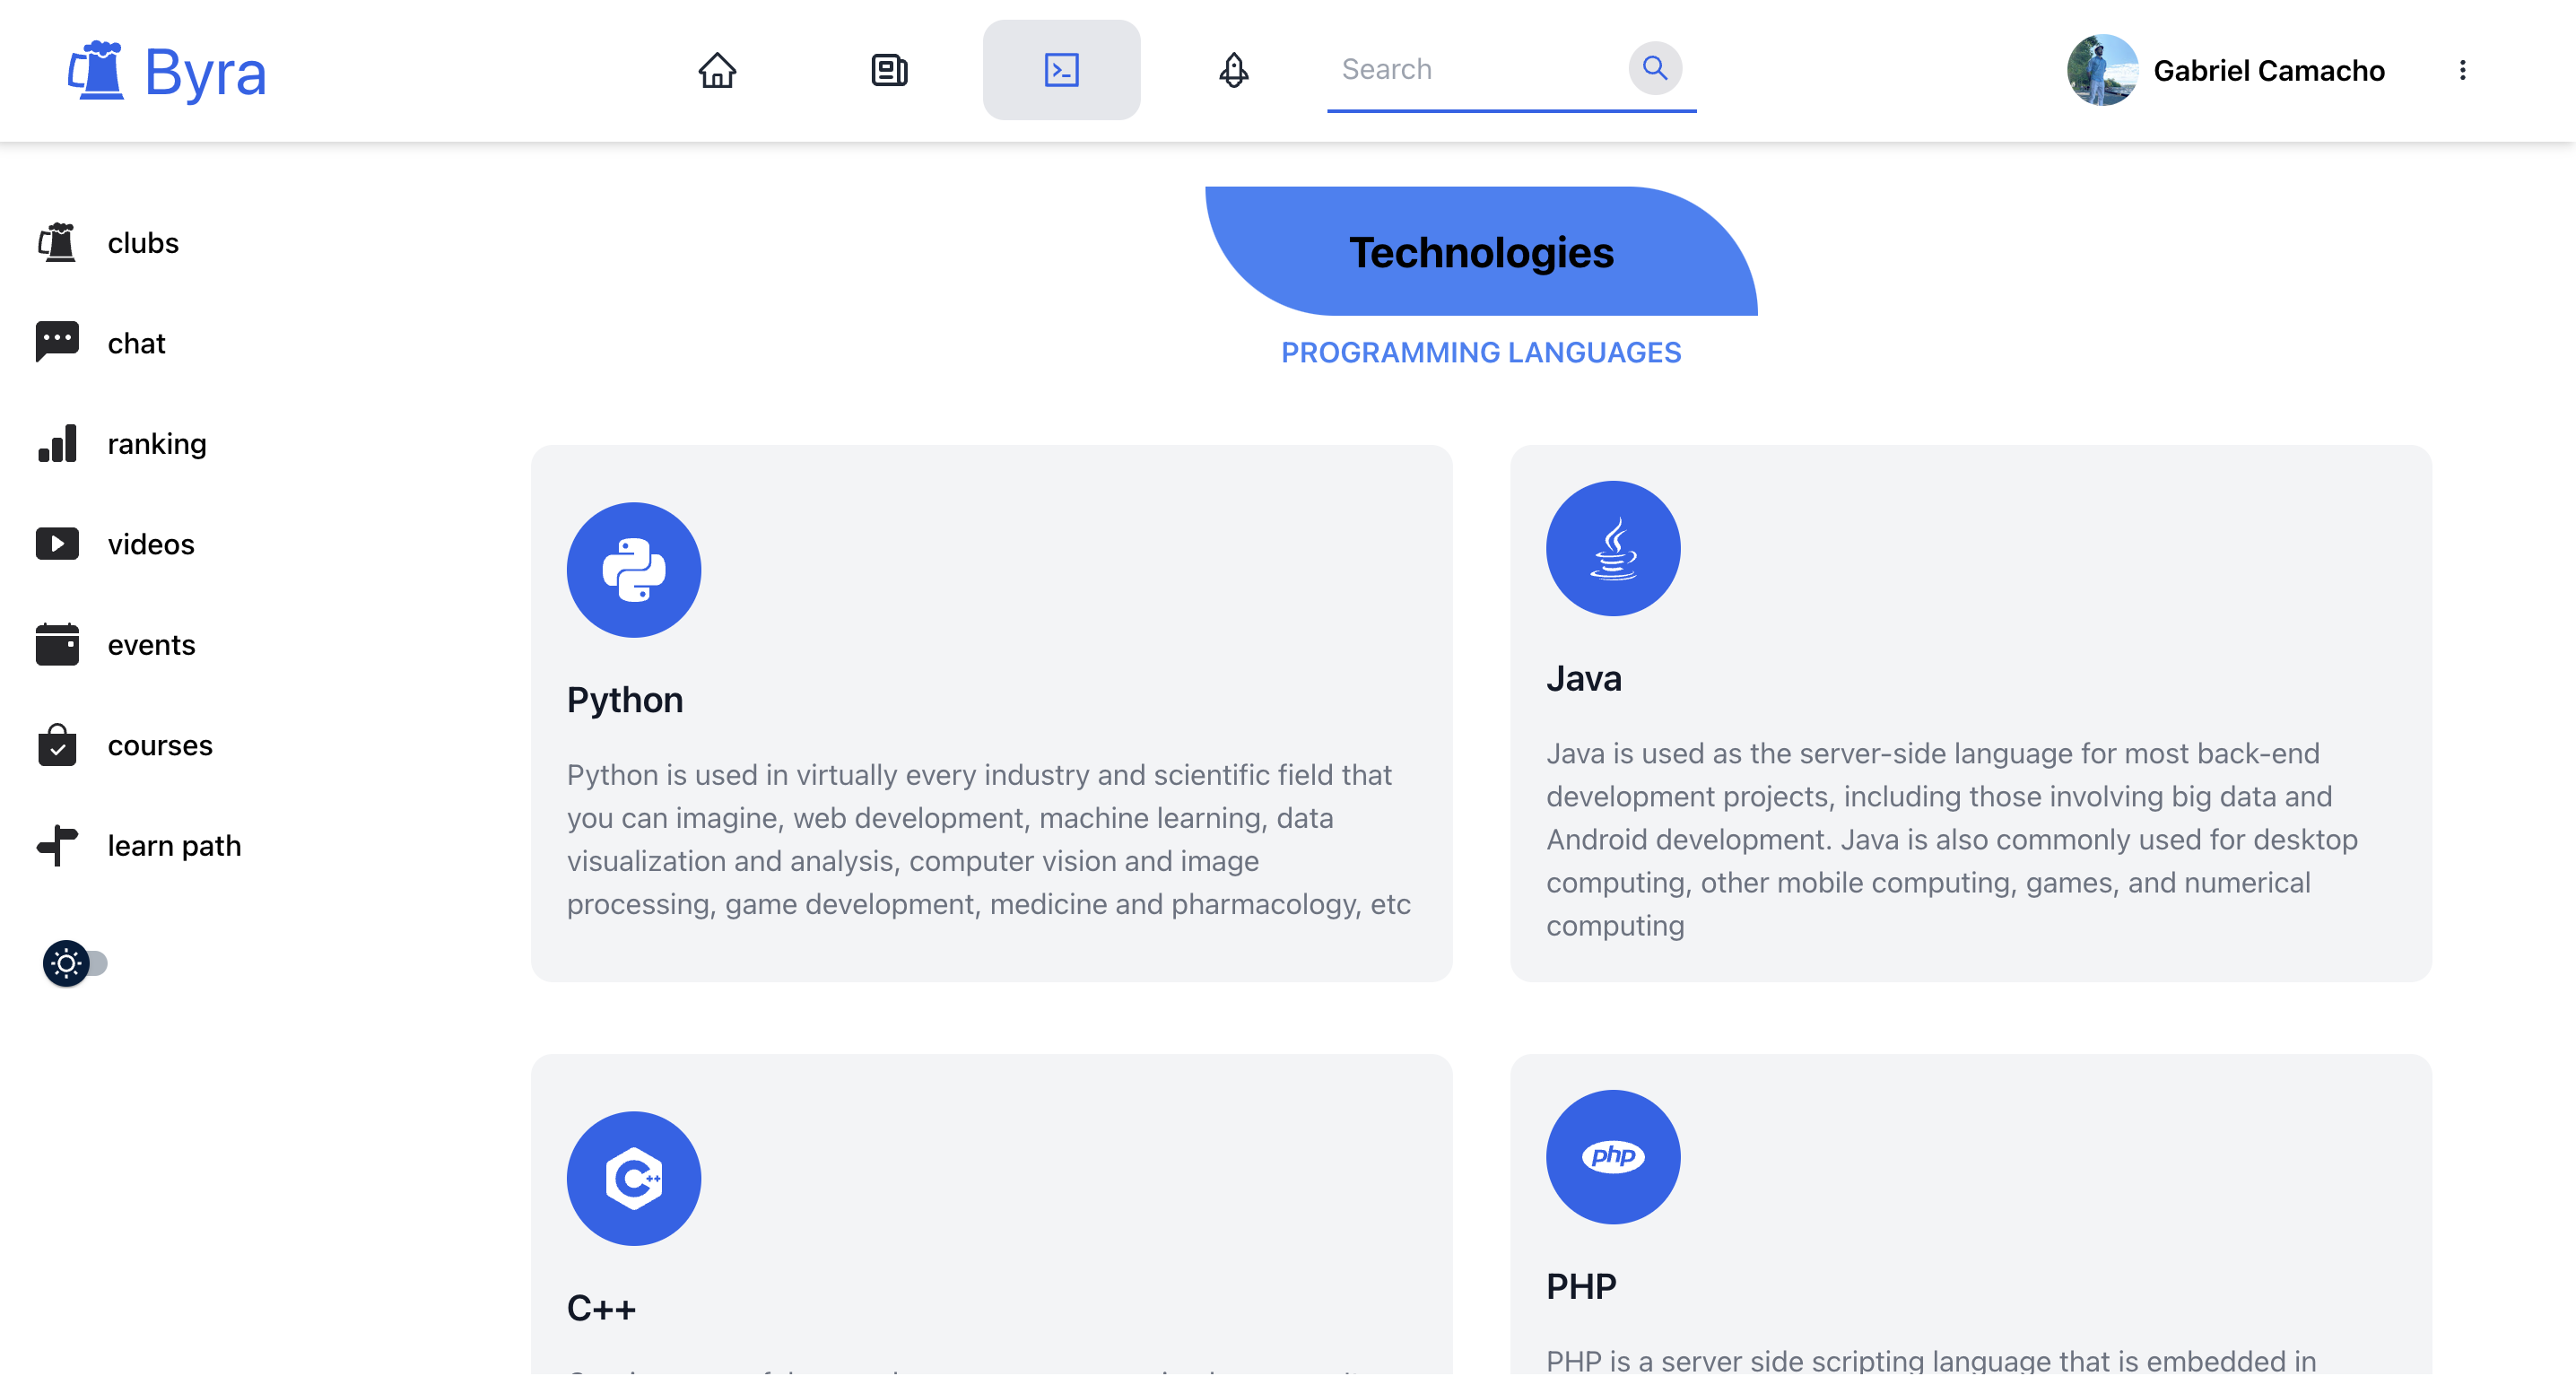 Byra
Search
Gabriel Camacho
clubs
chat
ranking
videos
events
courses
learn path
Technologies
PROGRAMMING LANGUAGES
Python
Python is used in virtually every industry and scientific field that
you can imagine, web development, machine learning, data
visualization and analysis, computer vision and image
processing, game development, medicine and pharmacology, etc
Java
Java is used as the server-side language for most back-end
development projects, including those involving big data and
Android development. Java is also commonly used for desktop
computing, other mobile computing, games, and numerical
computing
C++
C++
php
PHP
PHP is a server side scripting language that is embedded in